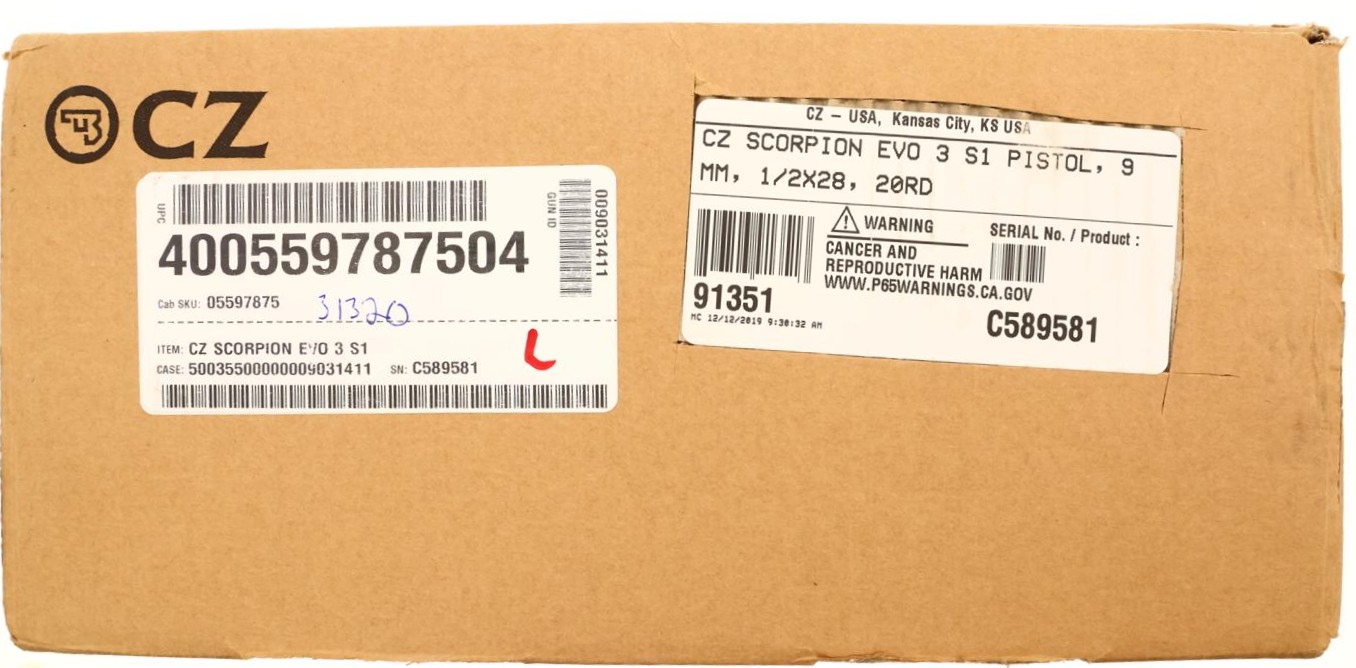 CZ
UPC
400559787504
GUN ID
009031411
Cab SKU: 05597875
31320
ITEM: CZ SCORPION EVO 3 S1
L
CASE: 50035500000009031411 SN: C589581
CZ – USA, Kansas City, KS USA
CZ SCORPION EVO 3 S1 PISTOL, 9
MM, 1/2X28, 20RD
WARNING
CANCER AND
REPRODUCTIVE HARM
WWW.P65WARNINGS.CA.GOV
SERIAL No. / Product :
91351
MC 12/12/2019 9:30:32 AM
C589581